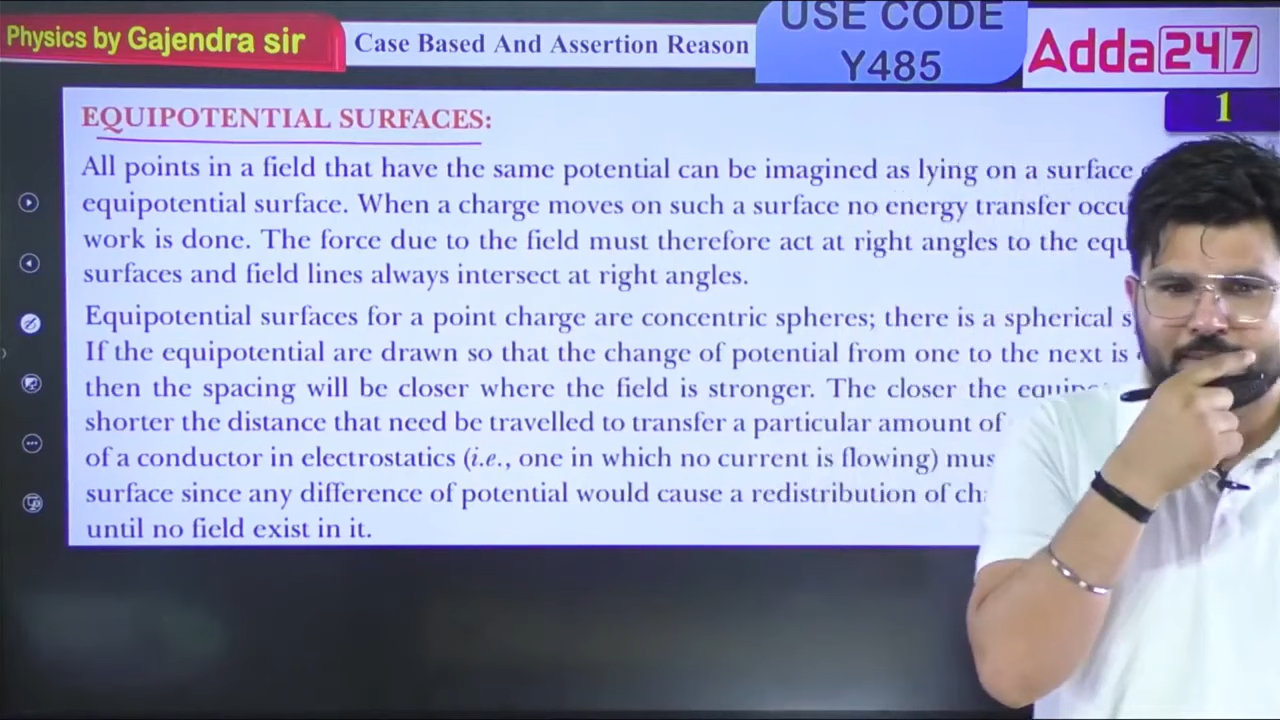 Physics by Gajendra sir
Case Based And Assertion Reason
USE CODE
Y485
Adda247
1
EQUIPOTENTIAL SURFACES:
All points in a field that have the same potential can be imagined as lying on a surface
equipotential surface. When a charge moves on such a surface no energy transfer occu
work is done. The force due to the field must therefore act at right angles to the equ
surfaces and field lines always intersect at right angles.
Equipotential surfaces for a point charge are concentric spheres; there is a spherical s
If the equipotential are drawn so that the change of potential from one to the next is
then the spacing will be closer where the field is stronger. The closer the equip
shorter the distance that need be travelled to transfer a particular amount of
of a conductor in electrostatics (i.e., one in which no current is flowing) mus
surface since any difference of potential would cause a redistribution of ch
until no field exist in it.